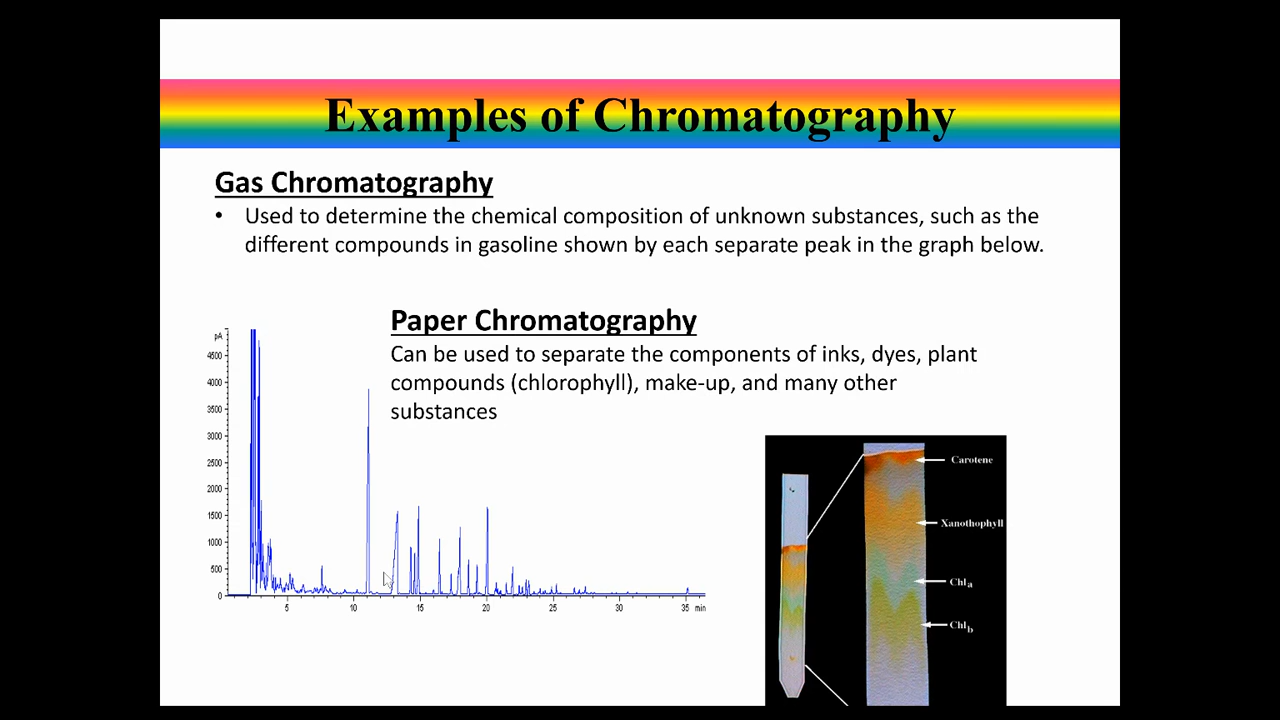 Examples of Chromatography
Gas Chromatography
• Used to determine the chemical composition of unknown substances, such as the
different compounds in gasoline shown by each separate peak in the graph below.
Paper Chromatography
Can be used to separate the components of inks, dyes, plant
compounds (chlorophyll), make-up, and many other
substances
pA
4500
4000
3500
3000
2500
2000
1500
1000
500
0
5 10 15 20 25 30 35 min
Carotene
Xanothophyll
Chl a
Chl b